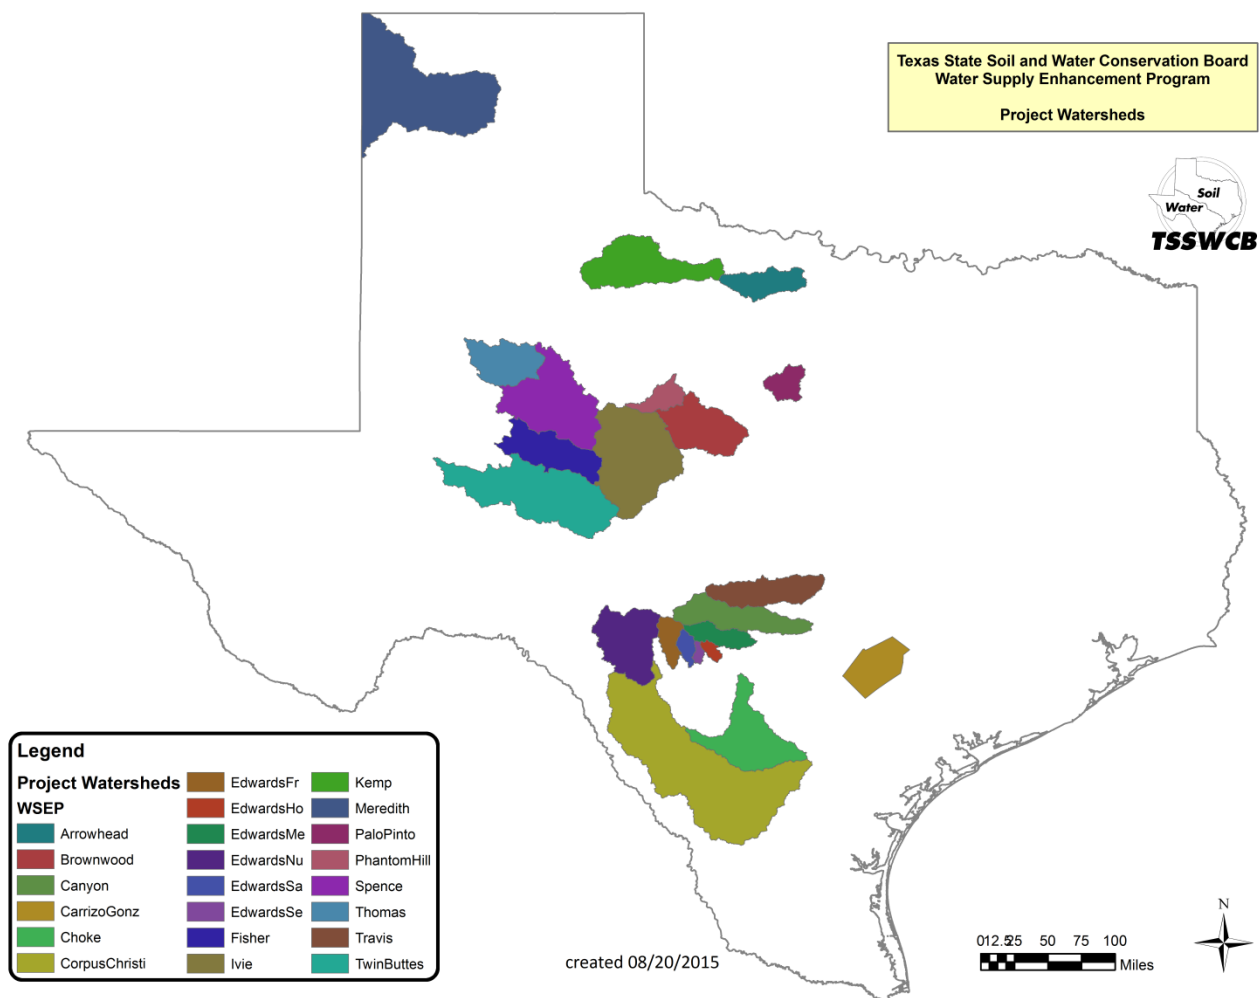 Texas State Soil and Water Conservation Board
Water Supply Enhancement Program
Project Watersheds
Soil
Water
TSSWCB
Legend
Project Watersheds
WSEP
Arrowhead
Brownwood
Canyon
CarrizoGonz
Choke
CorpusChristi
EdwardsFr
EdwardsHo
EdwardsMe
EdwardsNu
EdwardsSa
EdwardsSe
Fisher
Ivie
Kemp
Meredith
PaloPinto
PhantomHill
Spence
Thomas
Travis
TwinButtes
created 08/20/2015
0 12.5 25 50 75 100
Miles
N